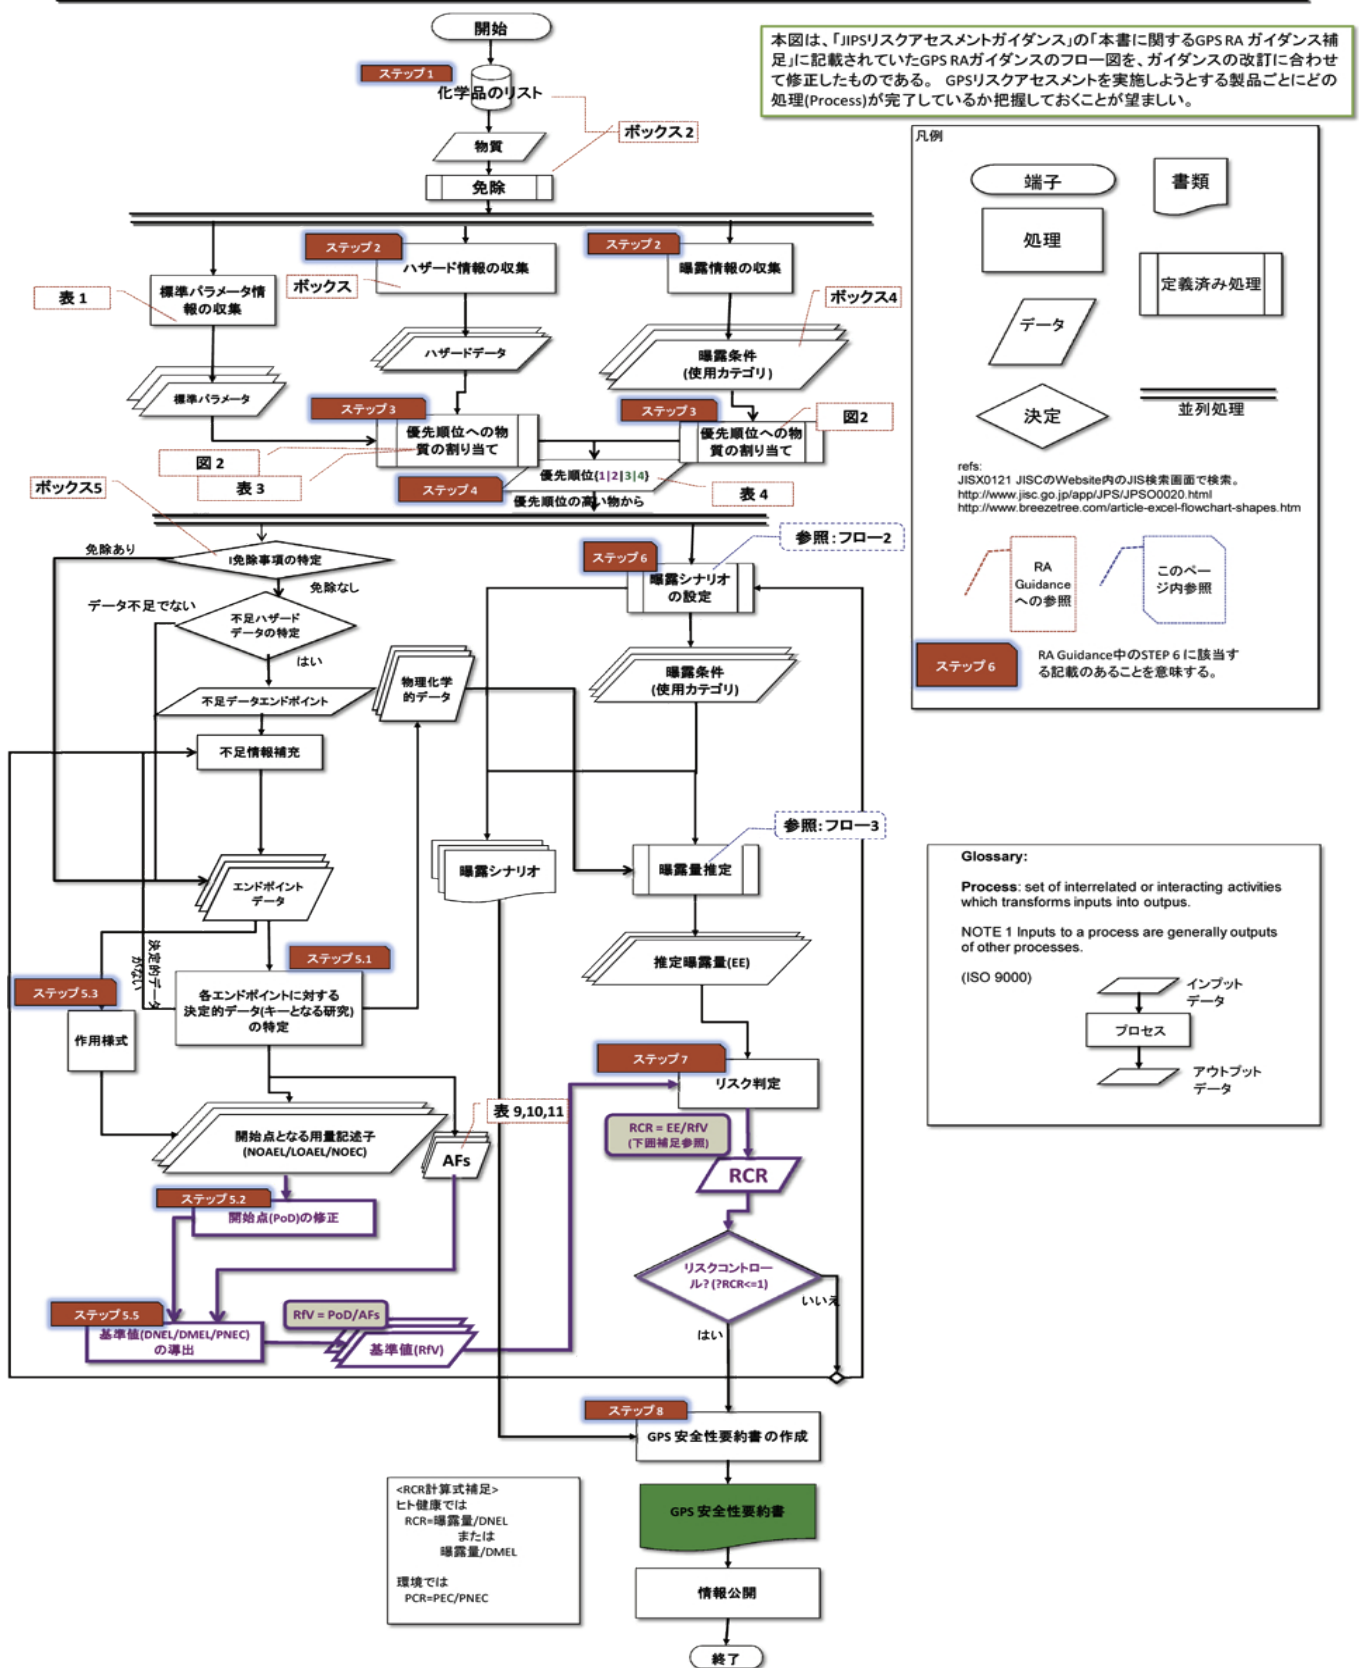 開始
本図は、「JIPSリスクアセスメントガイダンス」の「本書に関するGPS RA ガイダンス補
足」に記載されていたGPS RAガイダンスのフロー図を、ガイダンスの改訂に合わせ
て修正したものである。 GPSリスクアセスメントを実施しようとする製品ごとにどの
処理(Process)が完了しているか把握しておくことが望ましい。
ステップ1
化学品のリスト
ボックス2
物質
免除
凡例
端子
書類
処理
定義済み処理
データ
決定
並列処理
refs:
JISX0121 JISCのWebsite内のJIS検索画面で検索。
http://www.jisc.go.jp/app/JPS/JPSO0020.html
http://www.breezetree.com/article-excel-flowchart-shapes.htm
RA
Guidance
への参照
このペー
ジ内参照
ステップ6
RA Guidance中のSTEP 6 に該当す
る記載のあることを意味する。
ステップ2
ハザード情報の収集
ステップ2
曝露情報の収集
表1
標準パラメータ情
報の収集
ボックス
ボックス4
ハザードデータ
曝露条件
(使用カテゴリ)
標準パラメータ
ステップ3
優先順位への物
質の割り当て
ステップ3
優先順位への物
質の割り当て
図2
図2
表3
ステップ4
優先順位(1|2|3|4)
表4
優先順位の高い物から
ボックス5
免除あり
I免除事項の特定
免除なし
データ不足でない
不足ハザード
データの特定
はい
不足データエンドポイント
不足情報補充
物理化学
的データ
ステップ6
参照:フロー2
曝露シナリオ
の設定
曝露条件
(使用カテゴリ)
参照:フロー3
曝露シナリオ
曝露量推定
エンドポイント
データ
決定的データ
がない
ステップ5.1
各エンドポイントに対する
決定的データ(キーとなる研究)
の特定
ステップ5.3
作用様式
推定曝露量(EE)
Glossary:
Process: set of interrelated or interacting activities
which transforms inputs into outpus.
NOTE 1 Inputs to a process are generally outputs
of other processes.
(ISO 9000)
インプット
データ
プロセス
アウトプット
データ
ステップ7
リスク判定
表 9,10,11
RCR = EE/RfV
(下囲補足参照)
開始点となる用量記述子
(NOAEL/LOAEL/NOEC)
AFs
RCR
ステップ5.2
開始点(PoD)の修正
リスクコントロー
ル? (?RCR<=1)
いいえ
はい
ステップ5.5
基準値(DNEL/DMEL/PNEC)
の導出
RfV = PoD/AFs
基準値(RfV)
ステップ8
GPS 安全性要約書の作成
<RCR計算式補足>
ヒト健康では
RCR=曝露量/DNEL
または
曝露量/DMEL
環境では
PCR=PEC/PNEC
GPS 安全性要約書
情報公開
終了